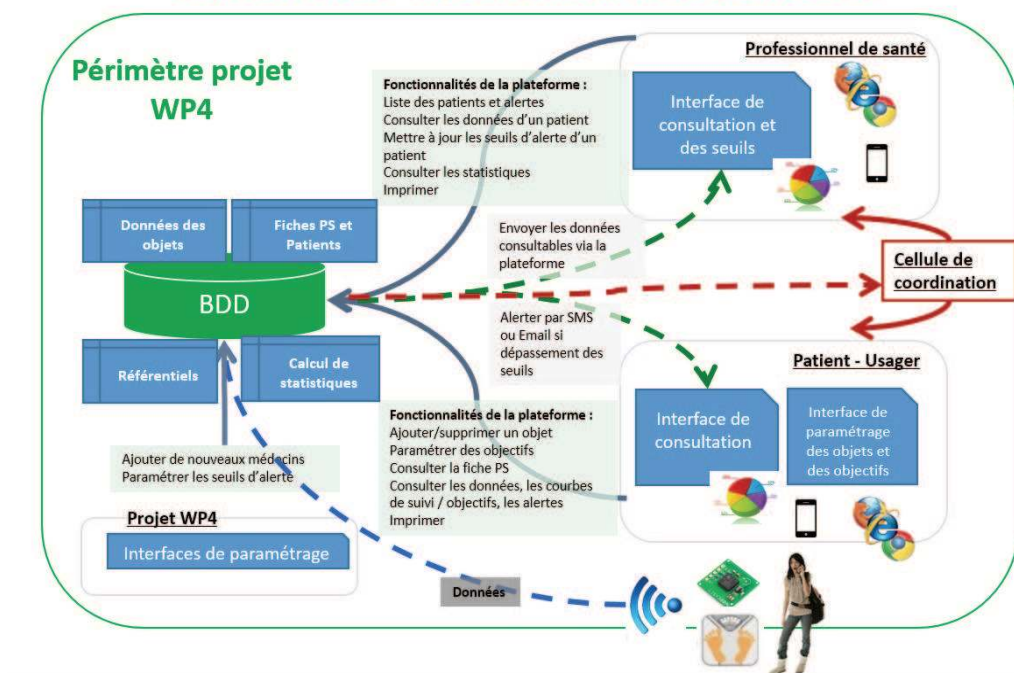 Périmètre projet
WP4
Professionnel de santé
Fonctionnalités de la plateforme :
Liste des patients et alertes
Consulter les données d'un patient
Mettre à jour les seuils d'alerte d'un
patient
Consulter les statistiques
Imprimer
Interface de
consultation et
des seuils
Données des
objets
Fiches PS et
Patients
BDD
Référentiels
Calcul de
statistiques
Envoyer les données
consultables via la
plateforme
Cellule de
coordination
Alerter par SMS
ou Email si
dépassement des
seuils
Patient - Usager
Interface de
consultation
Interface de
paramétrage
des objets et
des objectifs
Fonctionnalités de la plateforme :
Ajouter/supprimer un objet
Paramétrer des objectifs
Consulter la fiche PS
Consulter les données, les courbes
de suivi / objectifs, les alertes
Imprimer
Ajouter de nouveaux médecins
Paramétrer les seuils d'alerte
Projet WP4
Interfaces de paramétrage
Données